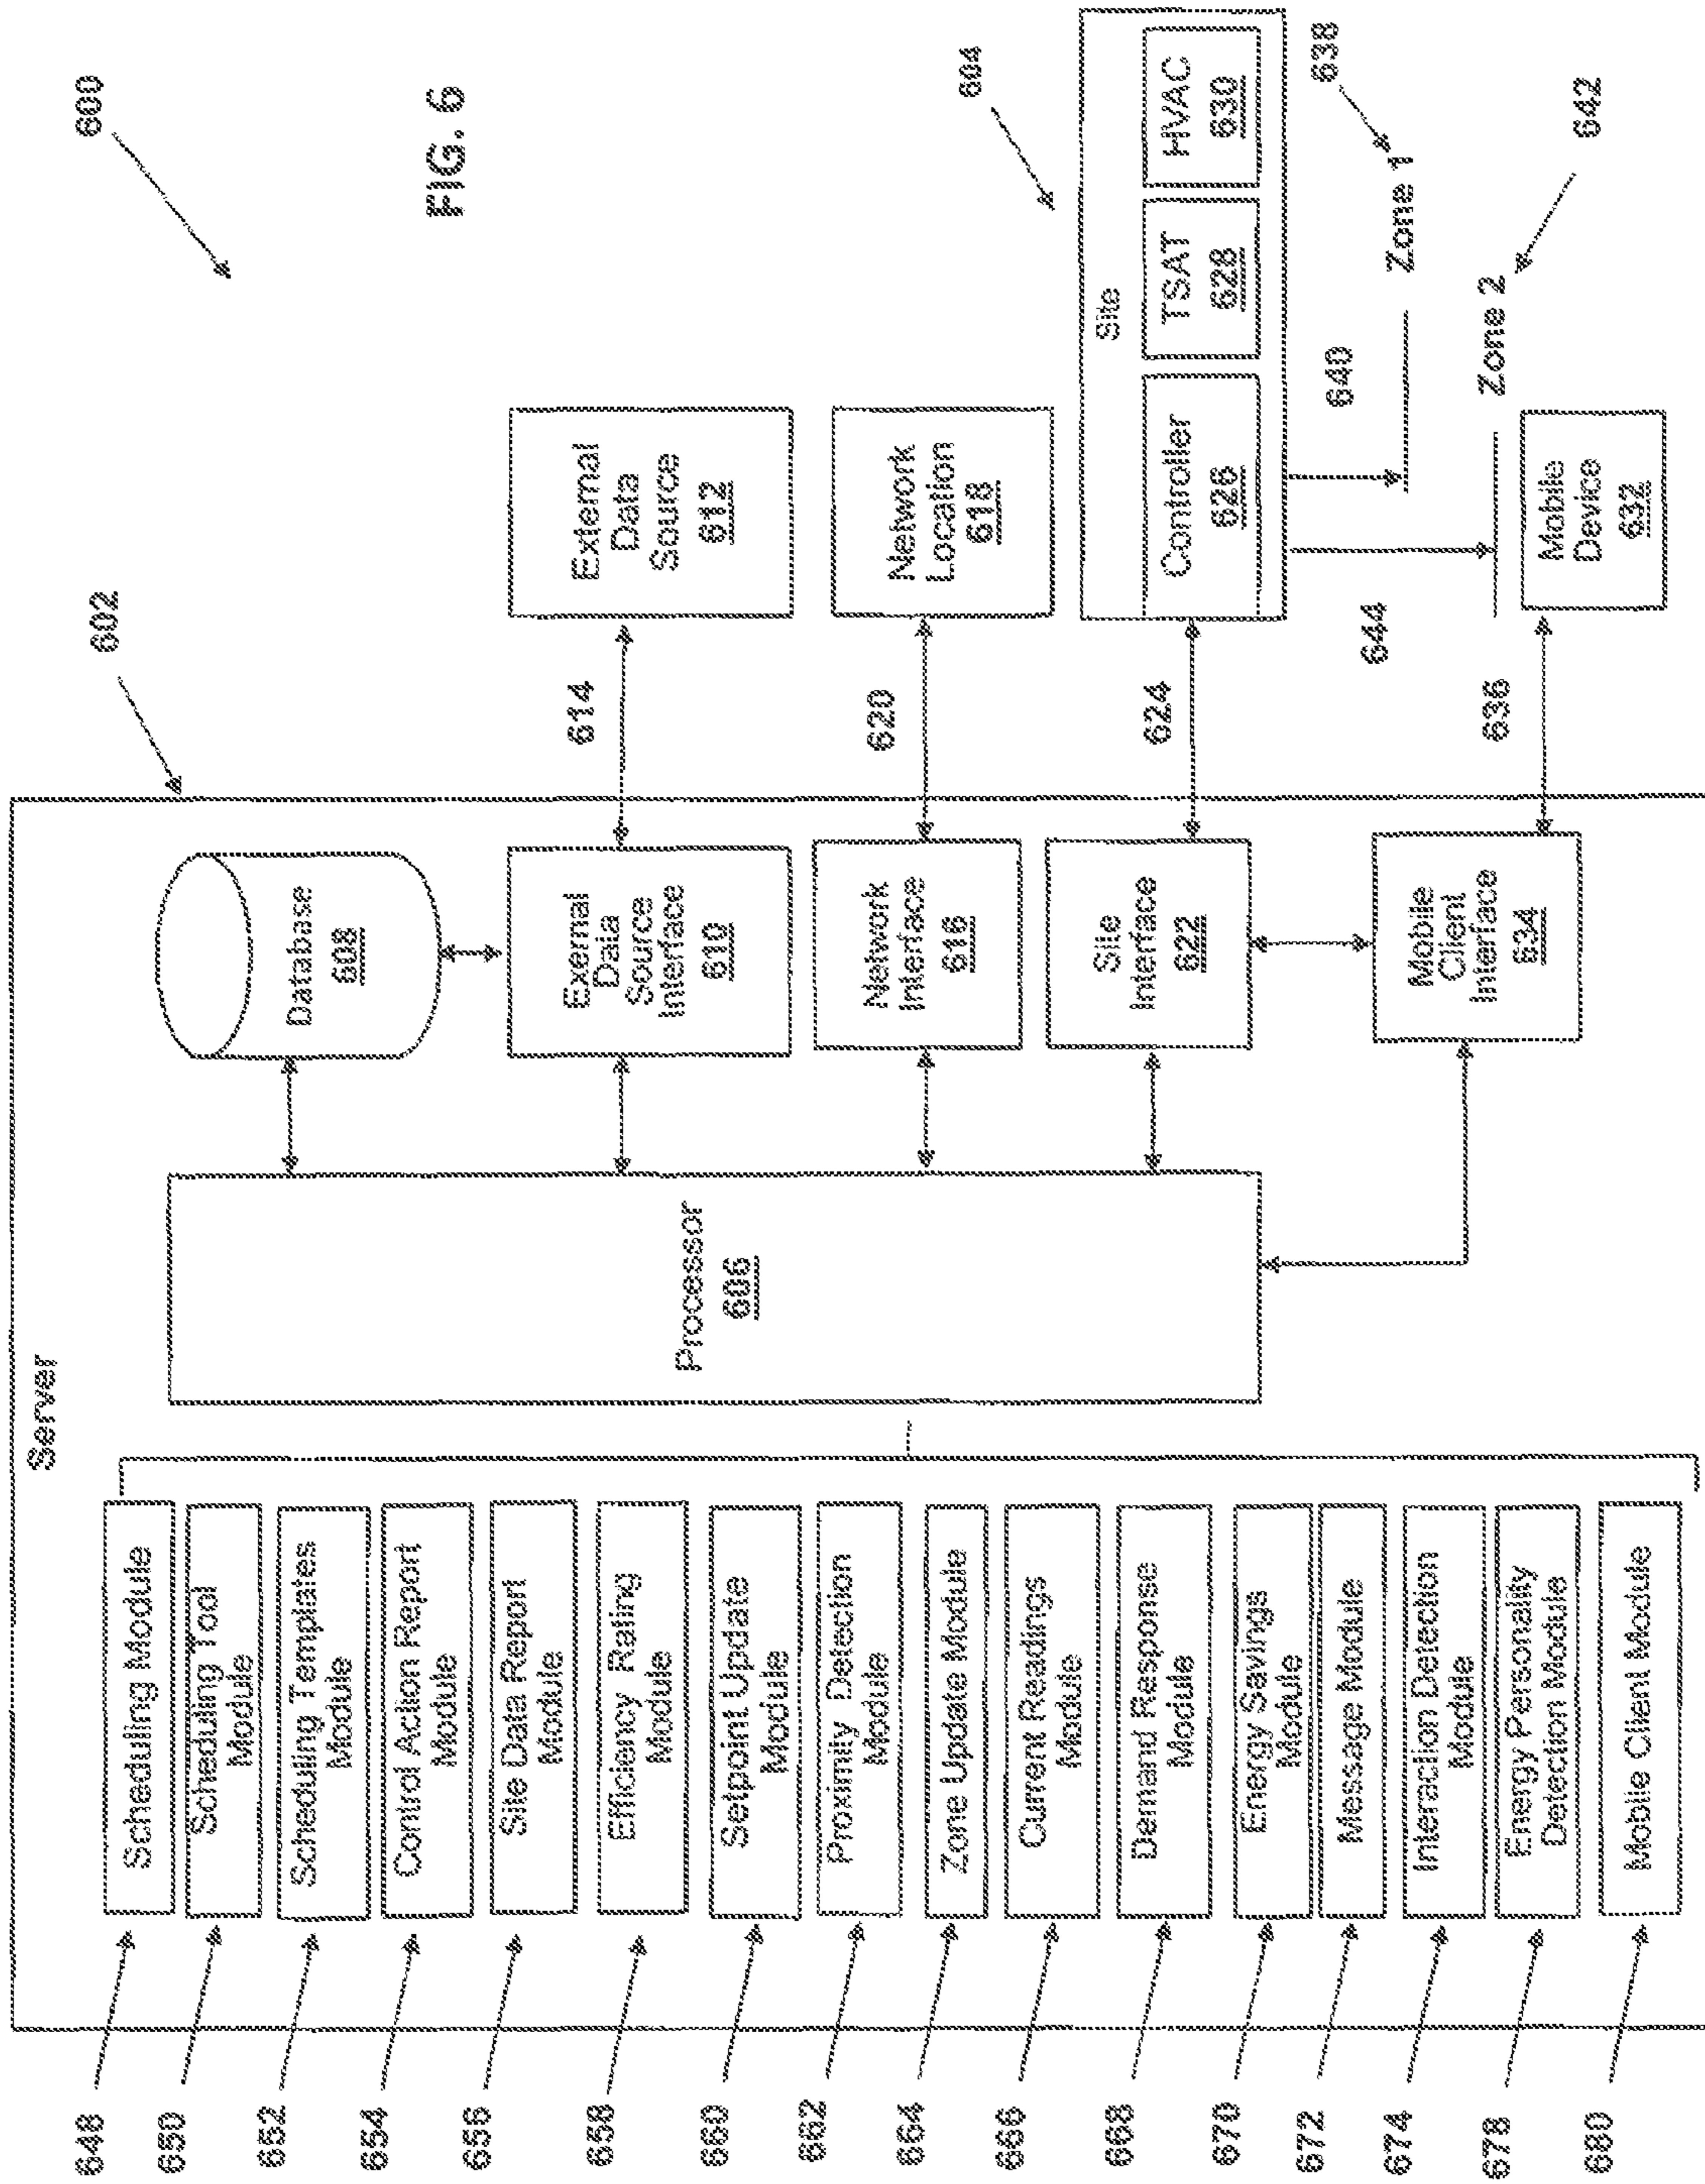 600
FIG. 6
602
604
Server
Scheduling Module
Scheduling Tool
Module
Scheduling Templates
Module
Control Action Report
Module
Site Data Report
Module
Efficiency Rating
Module
Setpoint Update
Module
Proximity Detection
Module
Zone Update Module
Current Readings
Module
Demand Response
Module
Energy Savings
Module
Message Module
Interaction Detection
Module
Energy Personality
Detection Module
Mobile Client Module
648
650
652
654
656
658
660
662
664
666
668
670
672
674
678
680
Processor
606
Database
608
Exernal
Data
Source
Interface
610
Network
Interface
616
Site
Interface
622
Mobile
Client
Interface
634
614
620
624
636
External
Data
Source
612
Network
Location
618
Site
Controller
626
TSAT
628
HVAC
630
640
Zone 1
638
644
Zone 2
642
Mobile
Device
632